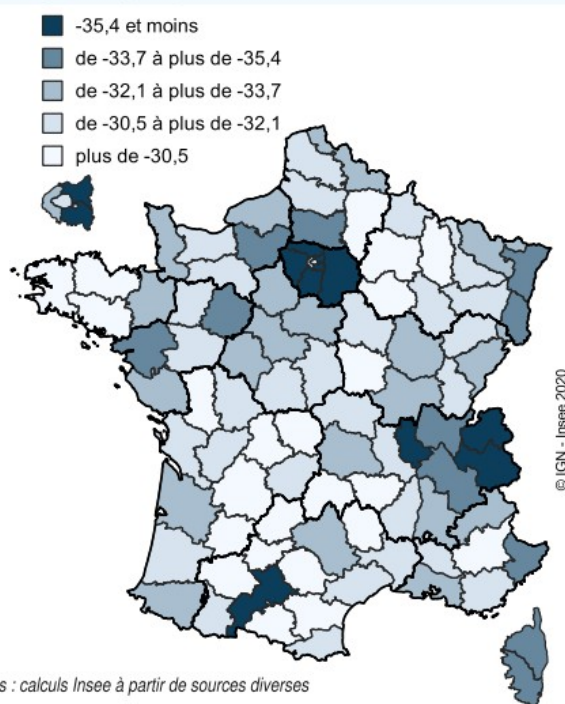 -35,4 et moins
de -33,7 à plus de -35,4
de -32,1 à plus de -33,7
de -30,5 à plus de -32,1
plus de -30,5
© IGN - Insee 2020
s : calculs Insee à partir de sources diverses